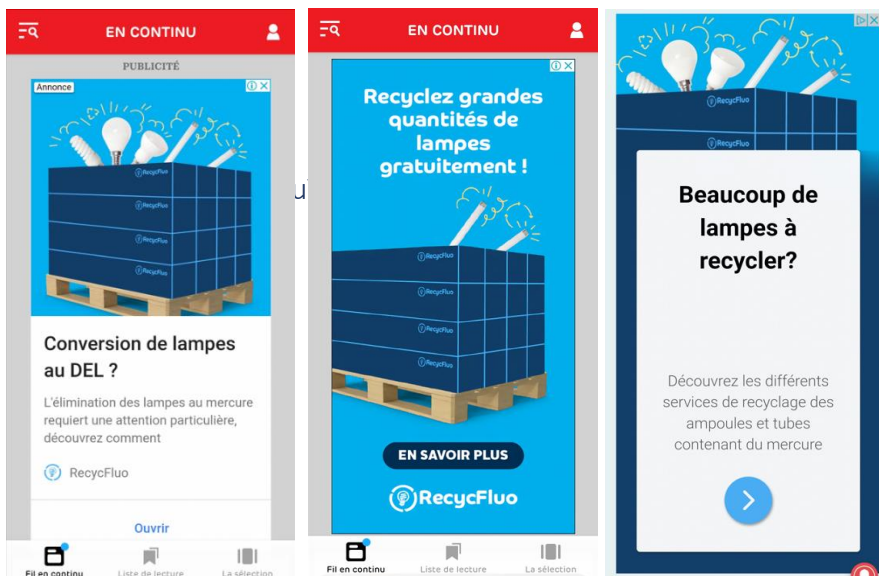 EN CONTINU
PUBLICITÉ
Annonce
RecycFluo
RecycFluo
RecycFluo
RecycFluo
Conversion de lampes
au DEL ?
L'élimination des lampes au mercure
requiert une attention particulière,
découvrez comment
RecycFluo
Ouvrir
Fil en continu
Liste de lecture
La sélection
EN CONTINU
Recyclez grandes
quantités de
lampes
gratuitement !
RecycFluo
RecycFluo
RecycFluo
RecycFluo
EN SAVOIR PLUS
RecycFluo
Fil en continu
Liste de lecture
La sélection
RecycFluo
RecycFluo
Beaucoup de
lampes à
recycler?
Découvrez les différents
services de recyclage des
ampoules et tubes
contenant du mercure